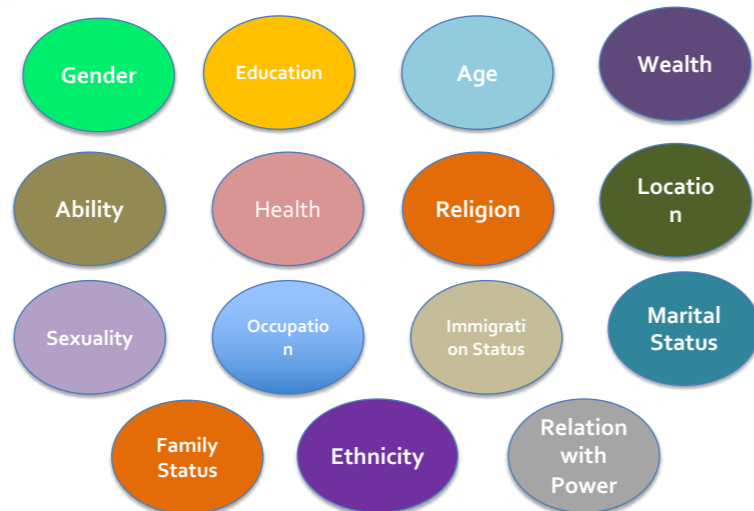 Gender
Education
Age
Wealth
Ability
Health
Religion
Locatio
n
Sexuality
Occupatio
n
Immigrati
on Status
Marital
Status
Family
Status
Ethnicity
Relation
with
Power